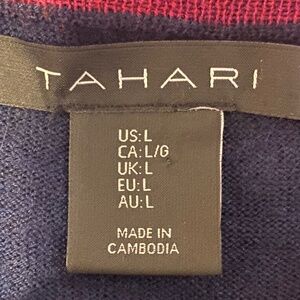 TAHARI
US: L
CA: L/G
UK: L
EU: L
AU: L
MADE IN
CAMBODIA